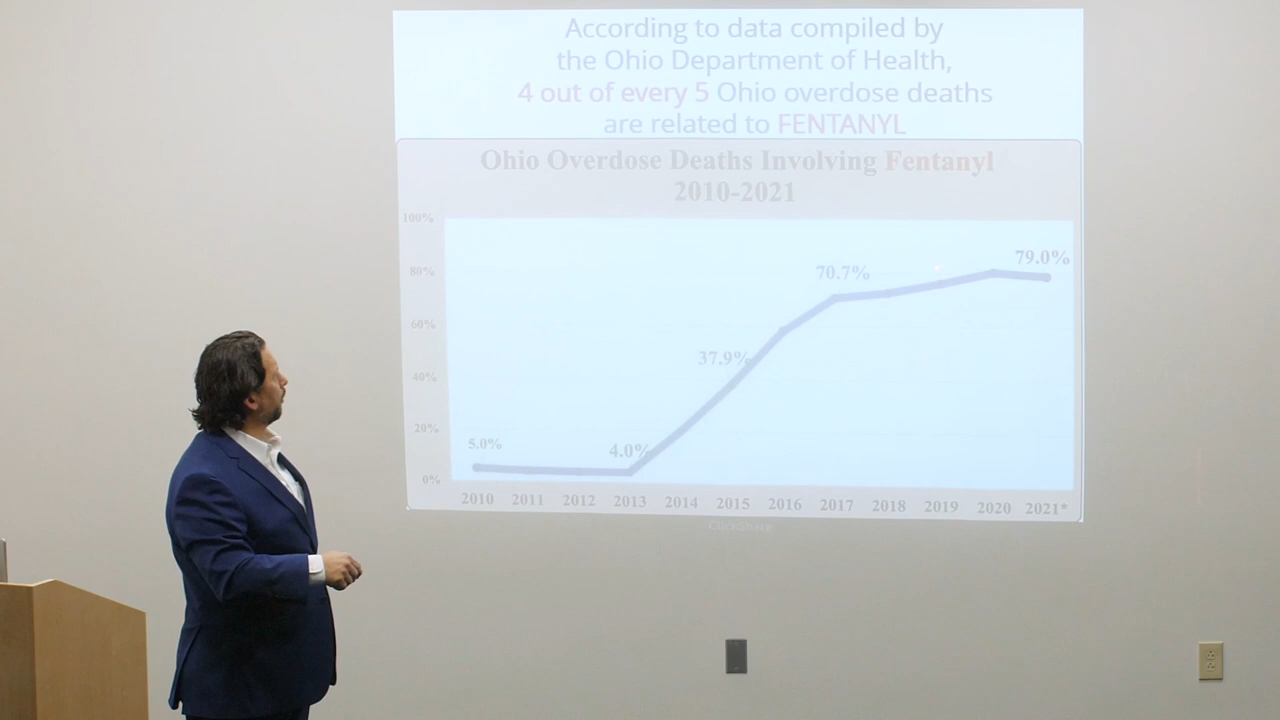 According to data compiled by
the Ohio Department of Health,
4 out of every 5 Ohio overdose deaths
are related to FENTANYL
Ohio Overdose Deaths Involving Fentanyl
2010-2021
100%
80%
60%
40%
20%
0%
5.0%
4.0%
37.9%
70.7%
79.0%
2010 2011 2012 2013 2014 2015 2016 2017 2018 2019 2020 2021*
ClickShare